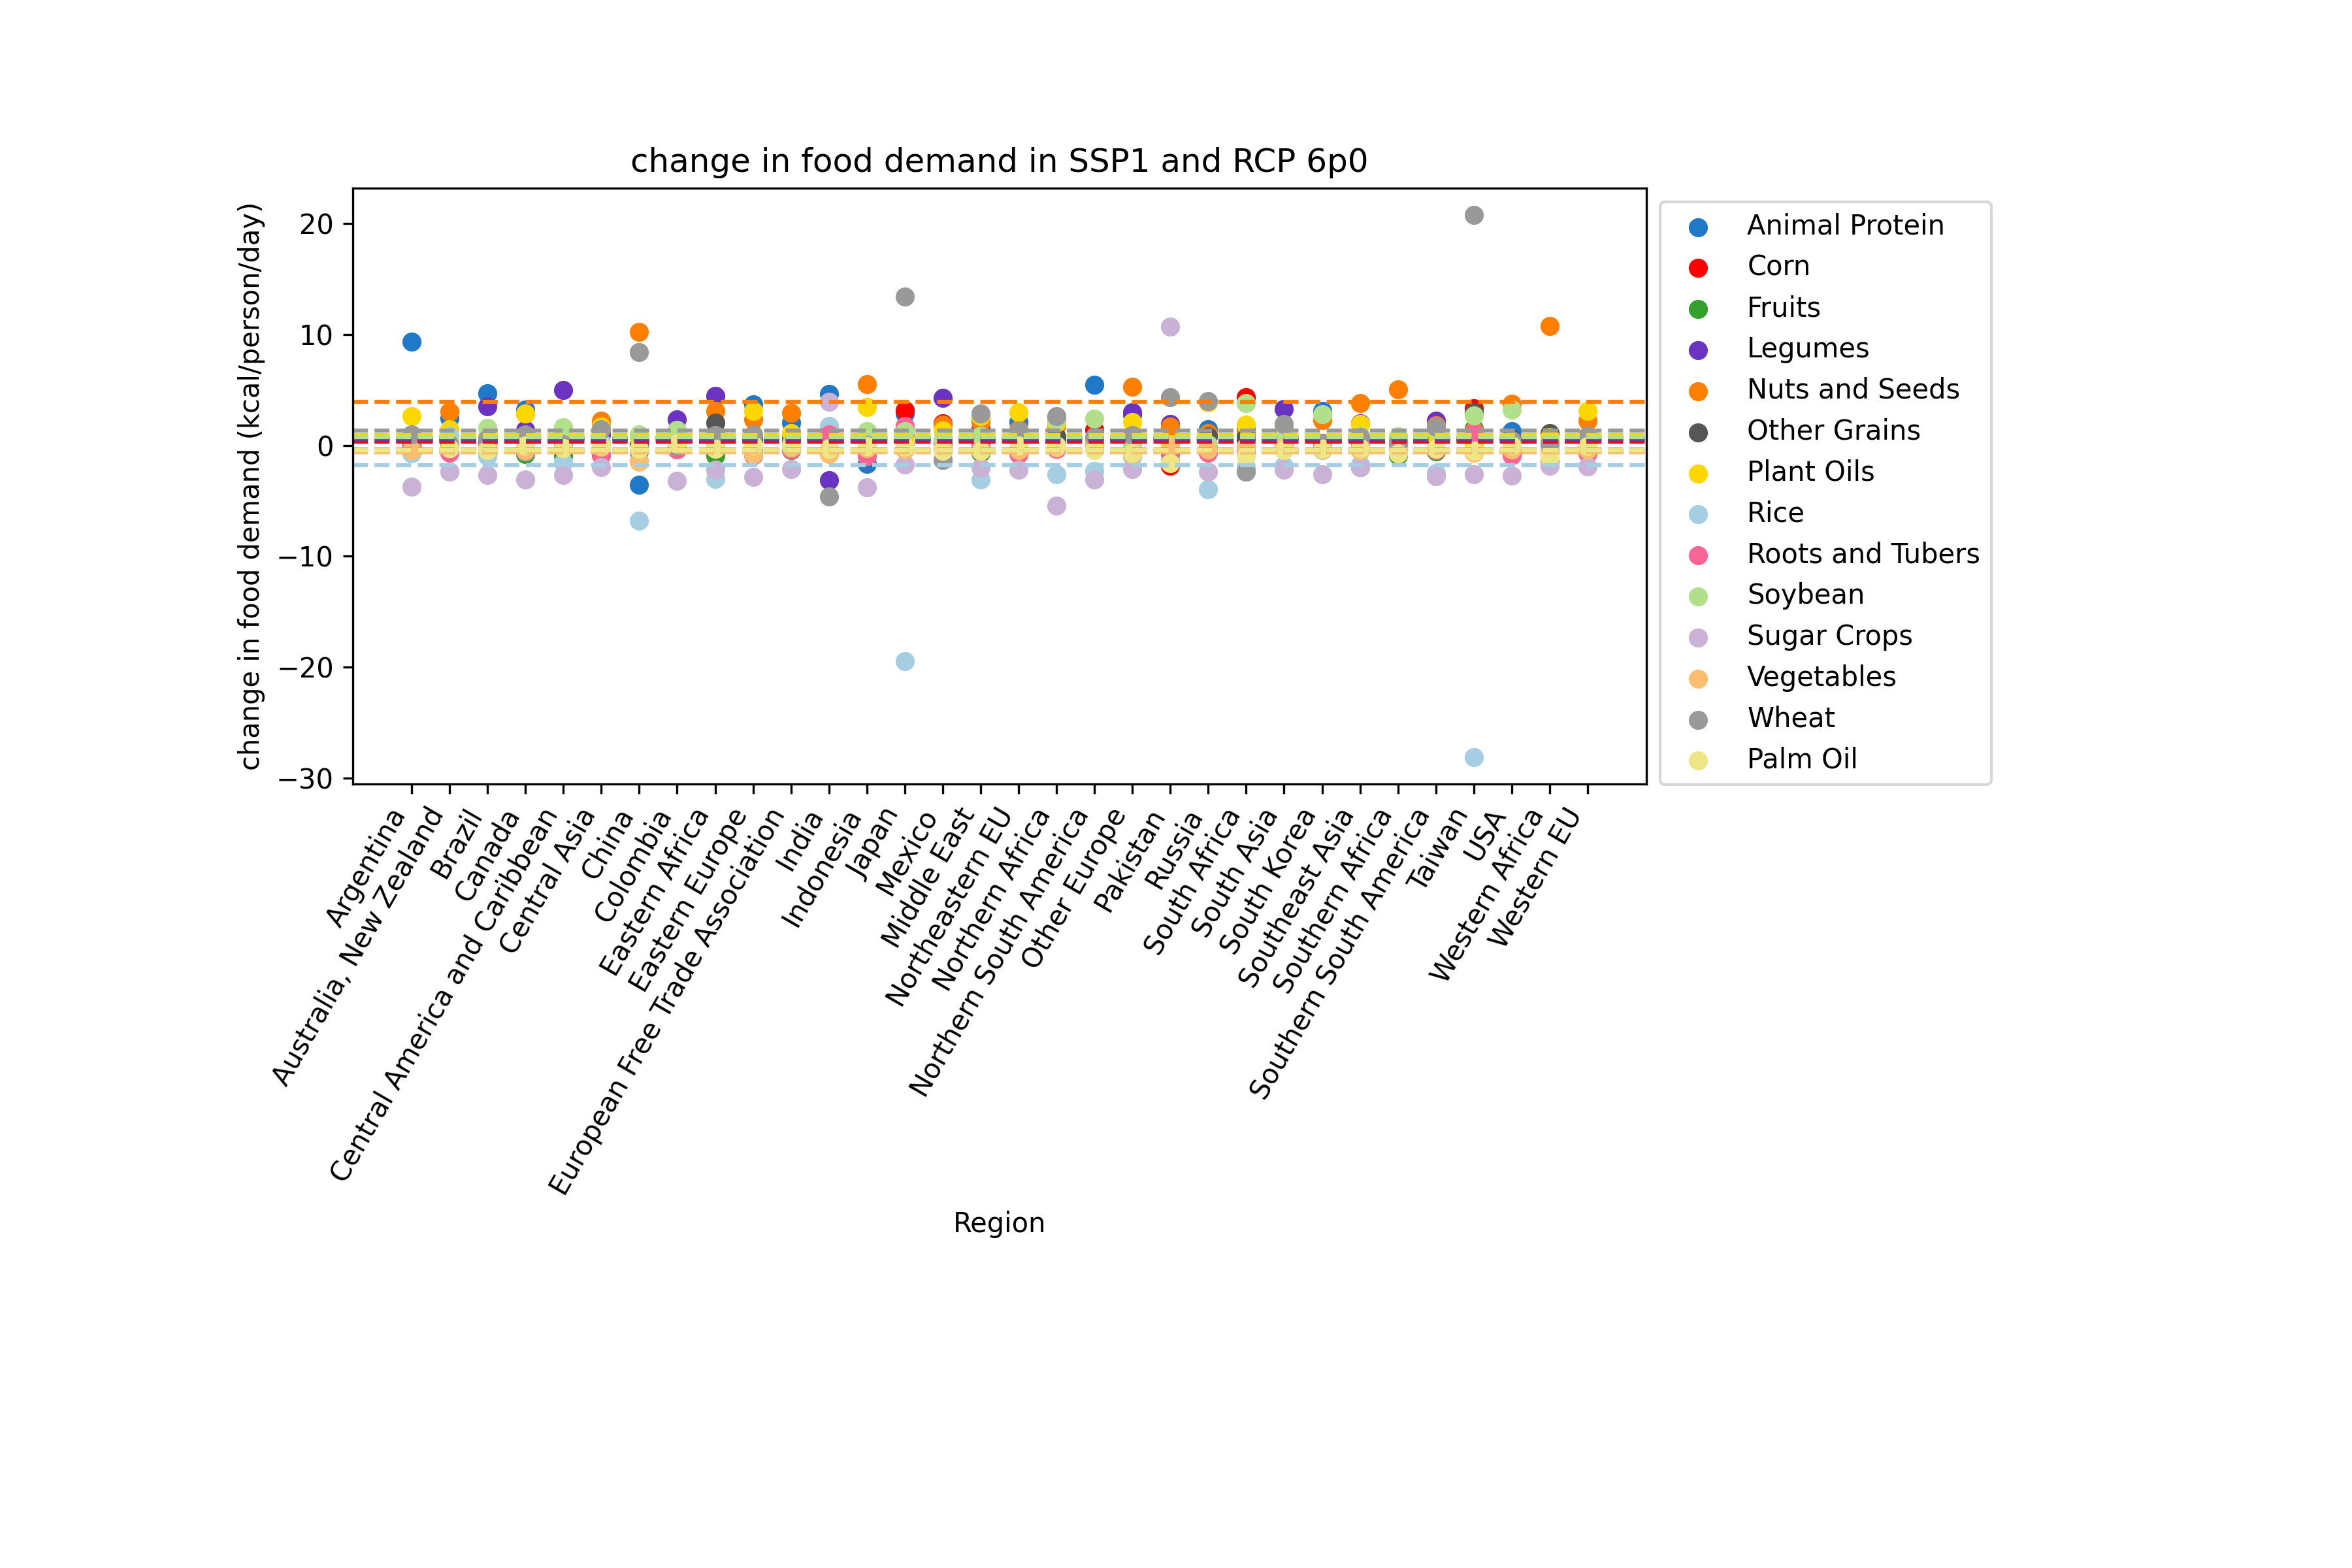 change in food demand in SSP1 and RCP 6p0
change in food demand (kcal/person/day)
20
10
0
−10
−20
−30
Animal Protein
Corn
Fruits
Legumes
Nuts and Seeds
Other Grains
Plant Oils
Rice
Roots and Tubers
Soybean
Sugar Crops
Vegetables
Wheat
Palm Oil
Argentina
Australia, New Zealand
Brazil
Canada
Central America and Caribbean
Central Asia
China
Colombia
Eastern Africa
Eastern Europe
European Free Trade Association
India
Indonesia
Japan
Mexico
Middle East
Northeastern EU
Northern Africa
Northern South America
Other Europe
Pakistan
Russia
South Africa
South Asia
South Korea
Southeast Asia
Southern Africa
Southern South America
Taiwan
USA
Western Africa
Western EU
Region